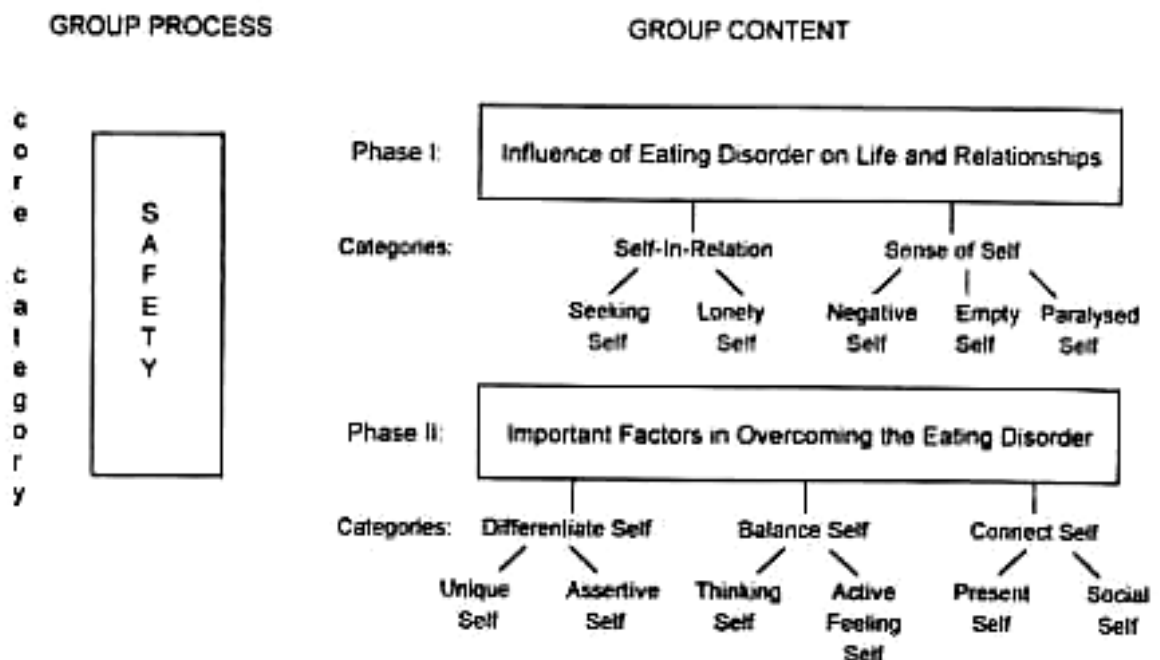 GROUP PROCESS
GROUP CONTENT
core category
SAFETY
Phase I:
Influence of Eating Disorder on Life and Relationships
Categories:
Self-In-Relation
Sense of Self
Seeking
Self
Lonely
Self
Negative
Self
Empty
Self
Paralysed
Self
Phase II:
Important Factors in Overcoming the Eating Disorder
Categories:
Differentiate Self
Balance Self
Connect Self
Unique
Self
Assertive
Self
Thinking
Self
Active
Feeling
Self
Present
Self
Social
Self